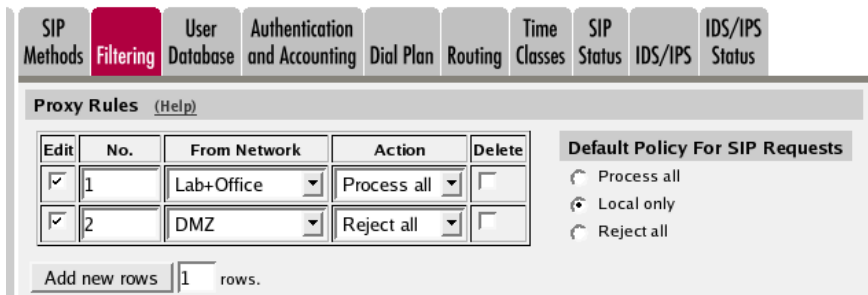 SIP Methods Filtering User Database Authentication and Accounting Dial Plan Routing Time Classes SIP Status IDS/IPS IDS/IPS Status
Proxy Rules (Help)
Edit No. From Network Action Delete
1 Lab+Office Process all
2 DMZ Reject all
Add new rows 1 rows.
Default Policy For SIP Requests
Process all
Local only
Reject all